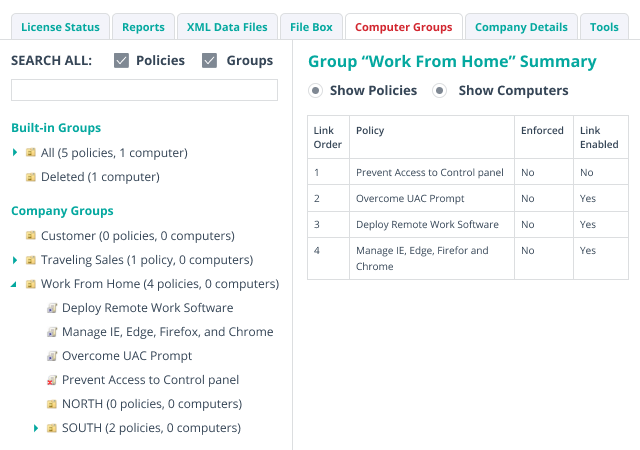 License Status
Reports
XML Data Files
File Box
Computer Groups
Company Details
Tools
SEARCH ALL:
Policies
Groups
Built-in Groups
All (5 policies, 1 computer)
Deleted (1 computer)
Company Groups
Customer (0 policies, 0 computers)
Traveling Sales (1 policy, 0 computers)
Work From Home (4 policies, 0 computers)
Deploy Remote Work Software
Manage IE, Edge, Firefox, and Chrome
Overcome UAC Prompt
Prevent Access to Control panel
NORTH (0 policies, 0 computers)
SOUTH (2 policies, 0 computers)
Group “Work From Home” Summary
Show Policies
Show Computers
Link
Order
Policy
Enforced
Link
Enabled
1
Prevent Access to Control panel
No
No
2
Overcome UAC Prompt
No
Yes
3
Deploy Remote Work Software
No
Yes
4
Manage IE, Edge, Firefor and
Chrome
No
Yes